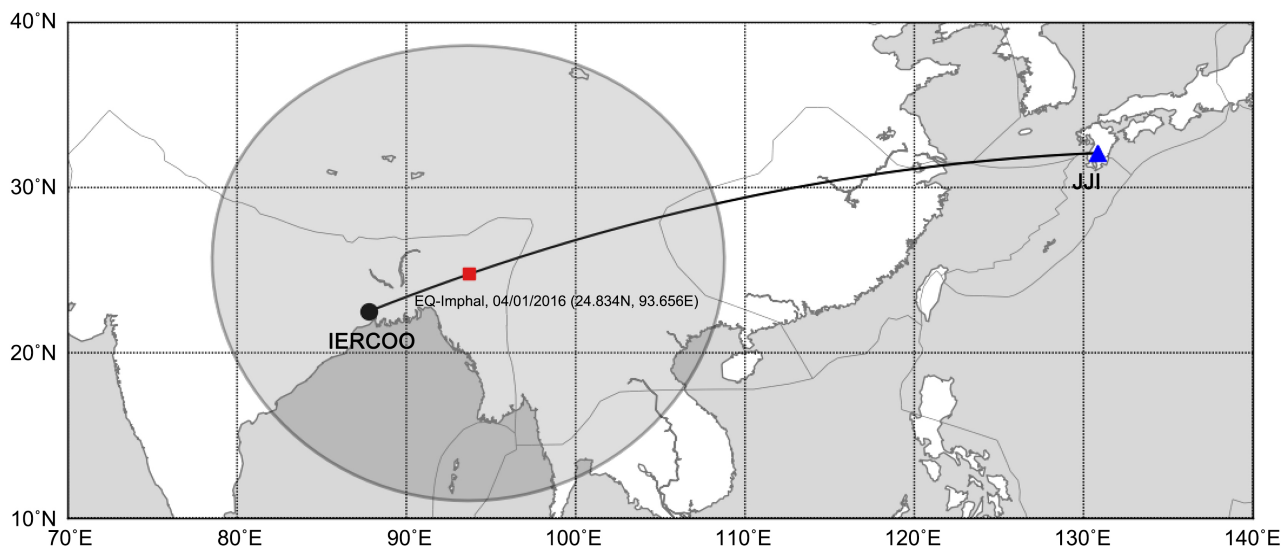 40˚N
30˚N
20˚N
10˚N
JJI
EQ-Imphal, 04/01/2016 (24.834N, 93.656E)
IERCOO
70˚E 80˚E 90˚E 100˚E 110˚E 120˚E 130˚E 140˚E